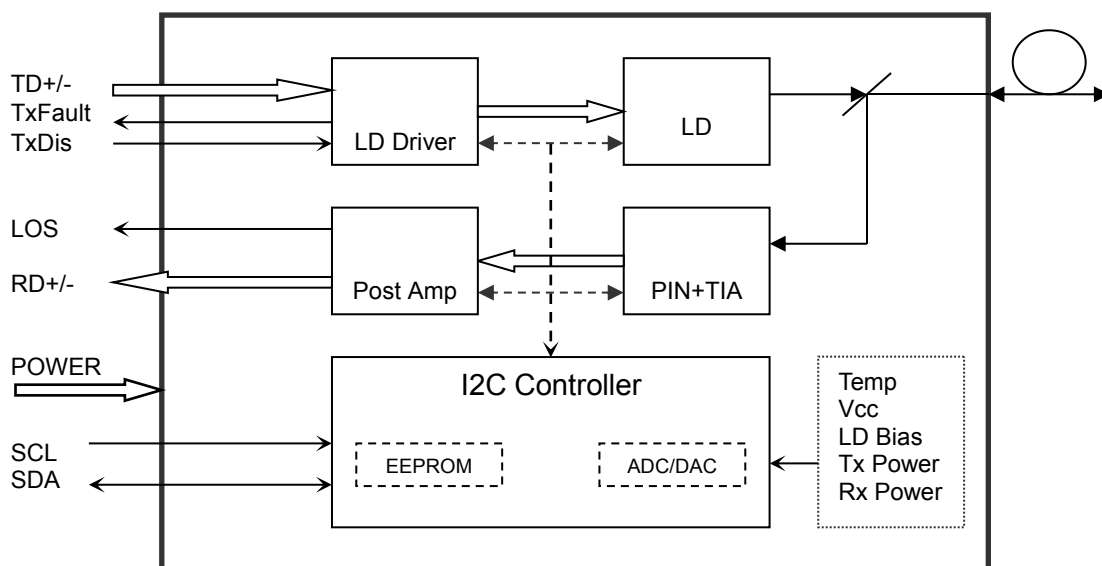 TD+/-
TxFault
TxDis
LD Driver
LD
LOS
RD+/-
Post Amp
PIN+TIA
POWER
I2C Controller
SCL
SDA
EEPROM
ADC/DAC
Temp
Vcc
LD Bias
Tx Power
Rx Power